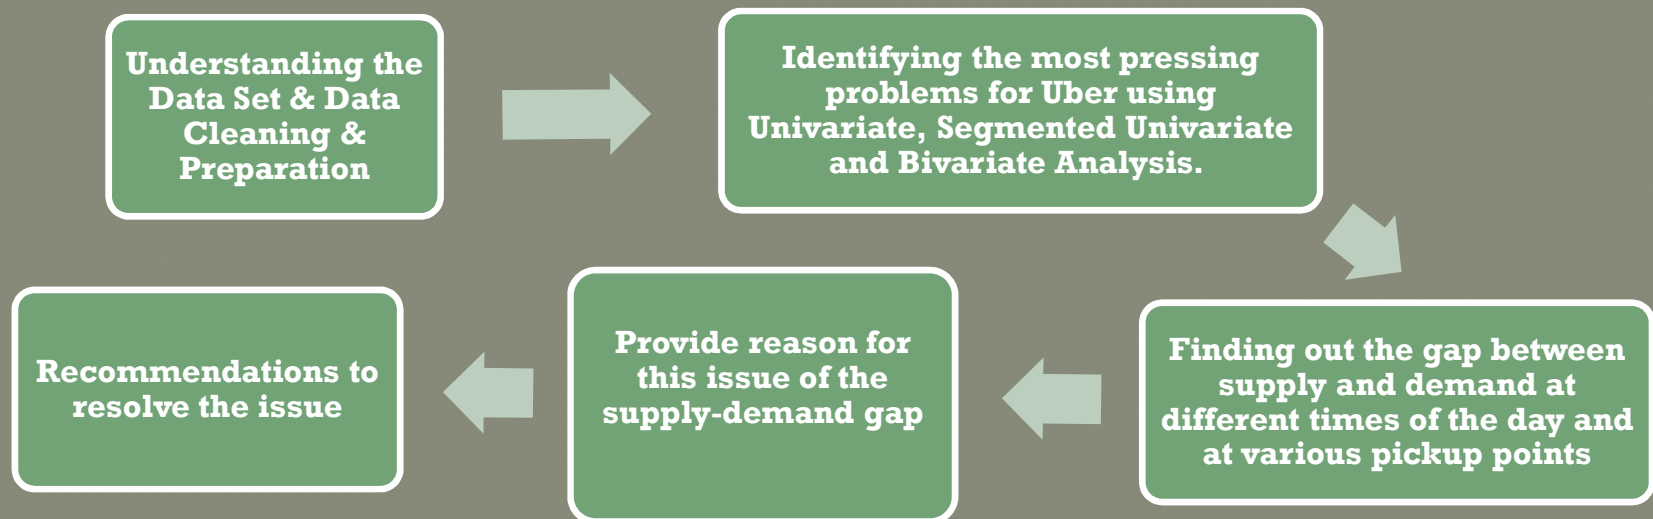 Understanding the
Data Set & Data
Cleaning &
Preparation
Identifying the most pressing
problems for Uber using
Univariate, Segmented Univariate
and Bivariate Analysis.
Finding out the gap between
supply and demand at
different times of the day and
at various pickup points
Provide reason for
this issue of the
supply-demand gap
Recommendations to
resolve the issue